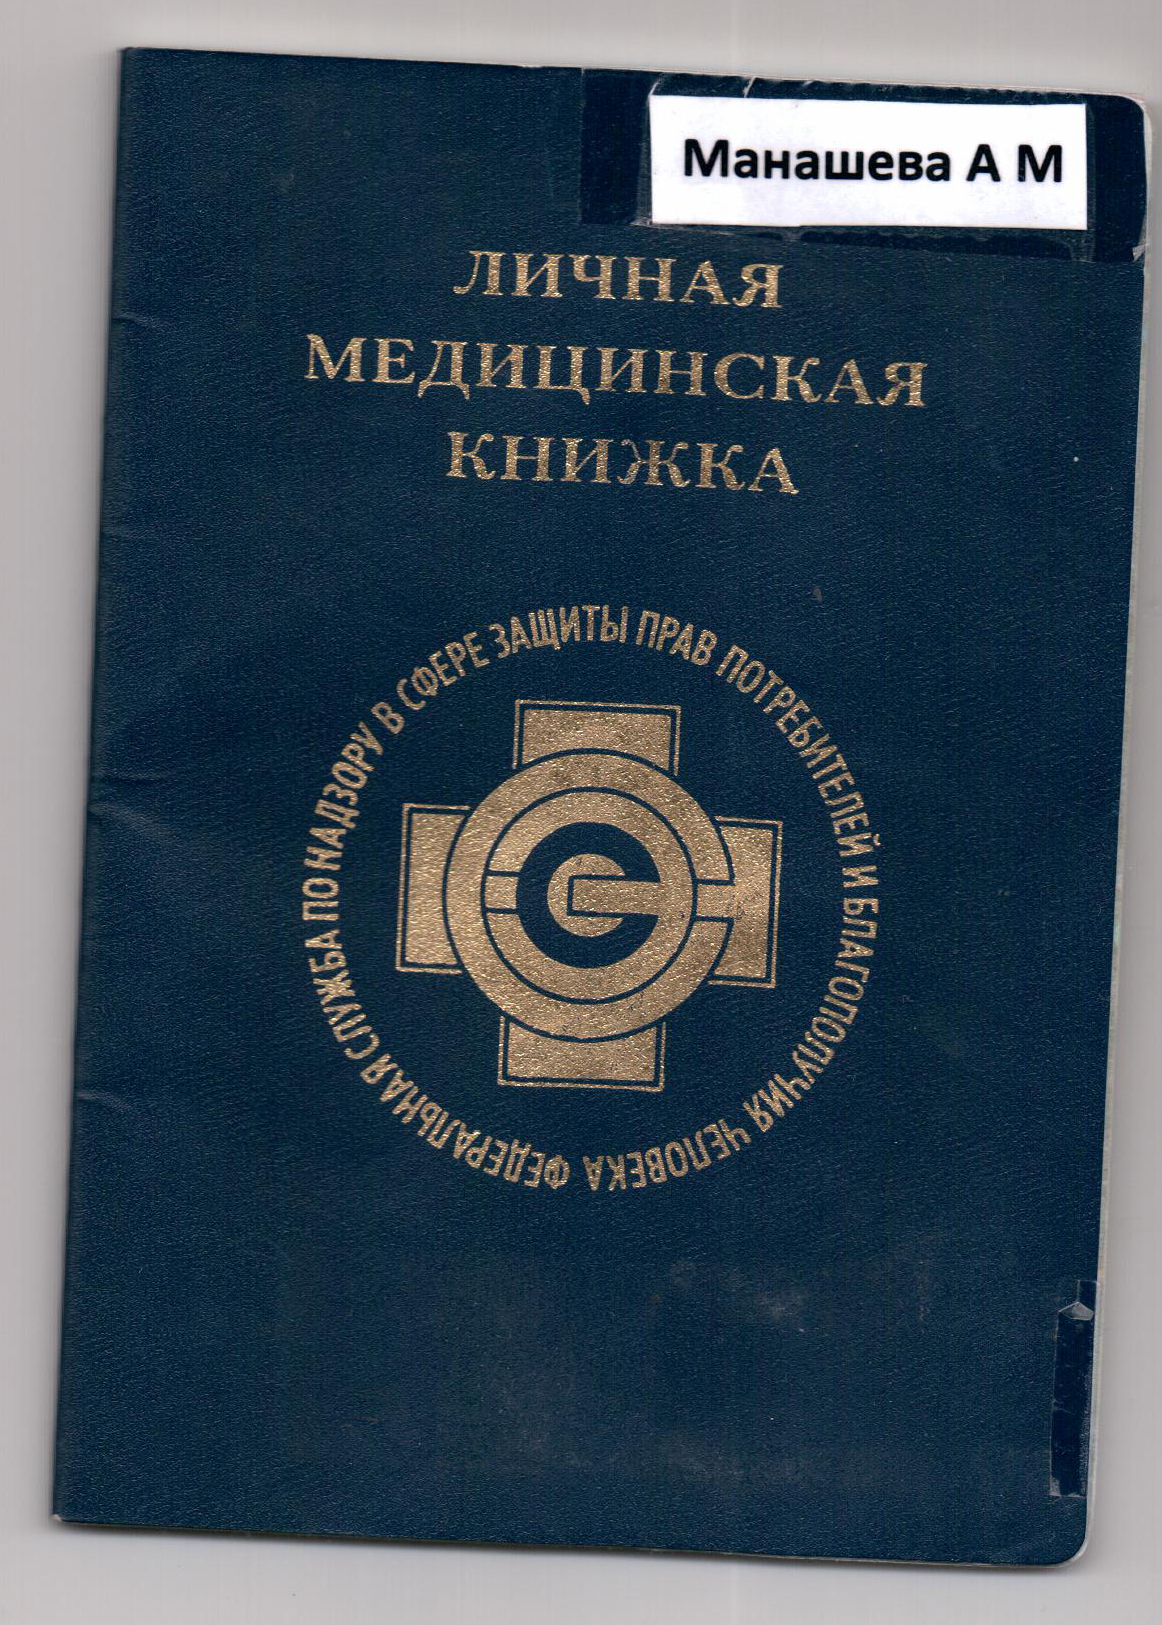 Манашева А М
ЛИЧНАЯ
МЕДИЦИНСКАЯ
КНИЖКА
ФЕДЕРАЛЬНАЯ СЛУЖБА ПО НАДЗОРУ В СФЕРЕ ЗАЩИТЫ ПРАВ ПОТРЕБИТЕЛЕЙ И БЛАГОПОЛУЧИЯ ЧЕЛОВЕКА